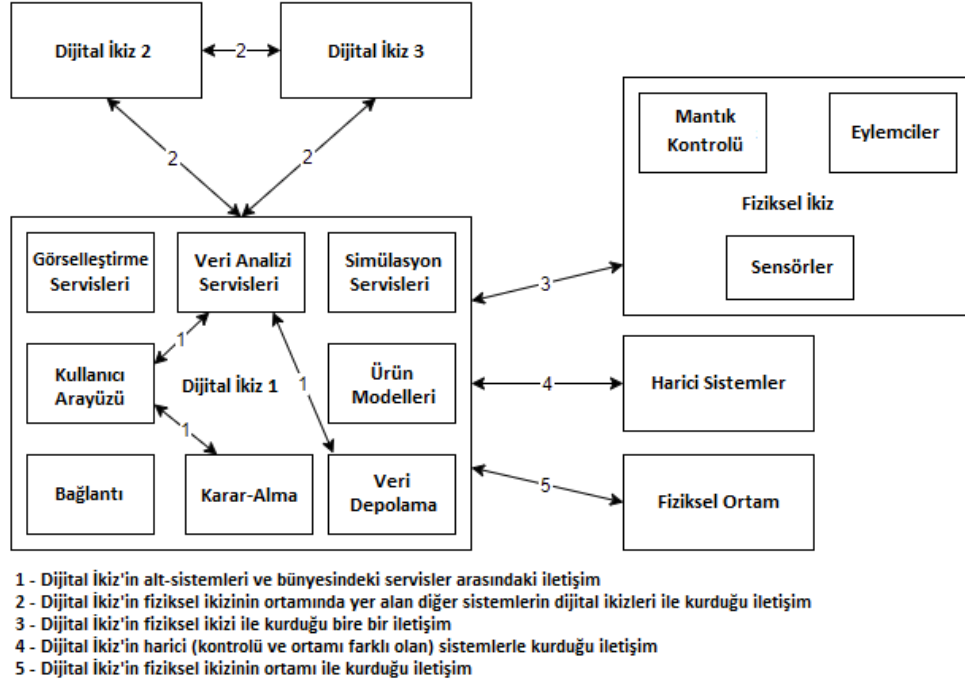 Dijital İkiz 2
2
Dijital İkiz 3
2
2
Mantık
Kontrolü
Eylemciler
Fiziksel İkiz
Sensörler
Görselleştirme
Servisleri
Veri Analizi
Servisleri
Simülasyon
Servisleri
3
1
Kullanıcı
Arayüzü
Dijital İkiz 1
1
Ürün
Modelleri
4
Harici Sistemler
1
Bağlantı
Karar-Alma
Veri
Depolama
5
Fiziksel Ortam
1 - Dijital İkiz'in alt-sistemleri ve bünyesindeki servisler arasındaki iletişim
2 - Dijital İkiz'in fiziksel ikizinin ortamında yer alan diğer sistemlerin dijital ikizleri ile kurduğu iletişim
3 - Dijital İkiz'in fiziksel ikizi ile kurduğu bire bir iletişim
4 - Dijital İkiz'in harici (kontrolü ve ortamı farklı olan) sistemlerle kurduğu iletişim
5 - Dijital İkiz'in fiziksel ikizinin ortamı ile kurduğu iletişim